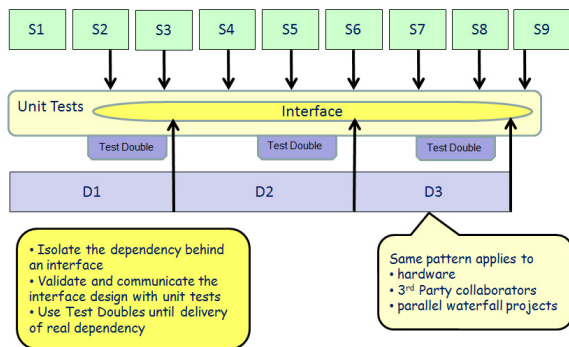 S1 S2 S3 S4 S5 S6 S7 S8 S9
Unit Tests
Interface
Test Double Test Double Test Double
D1 D2 D3
• Isolate the dependency behind
an interface
• Validate and communicate the
interface design with unit tests
• Use Test Doubles until delivery
of real dependency
Same pattern applies to
• hardware
• 3rd Party collaborators
• parallel waterfall projects